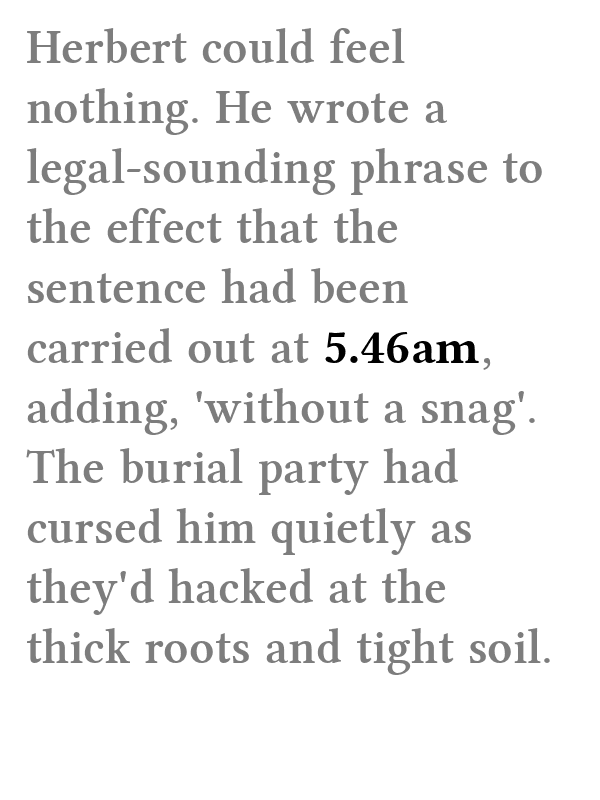 Herbert could feel
nothing. He wrote a
legal-sounding phrase to
the effect that the
sentence had been
carried out at 5.46am,
adding, 'without a snag'.
The burial party had
cursed him quietly as
they'd hacked at the
thick roots and tight soil.